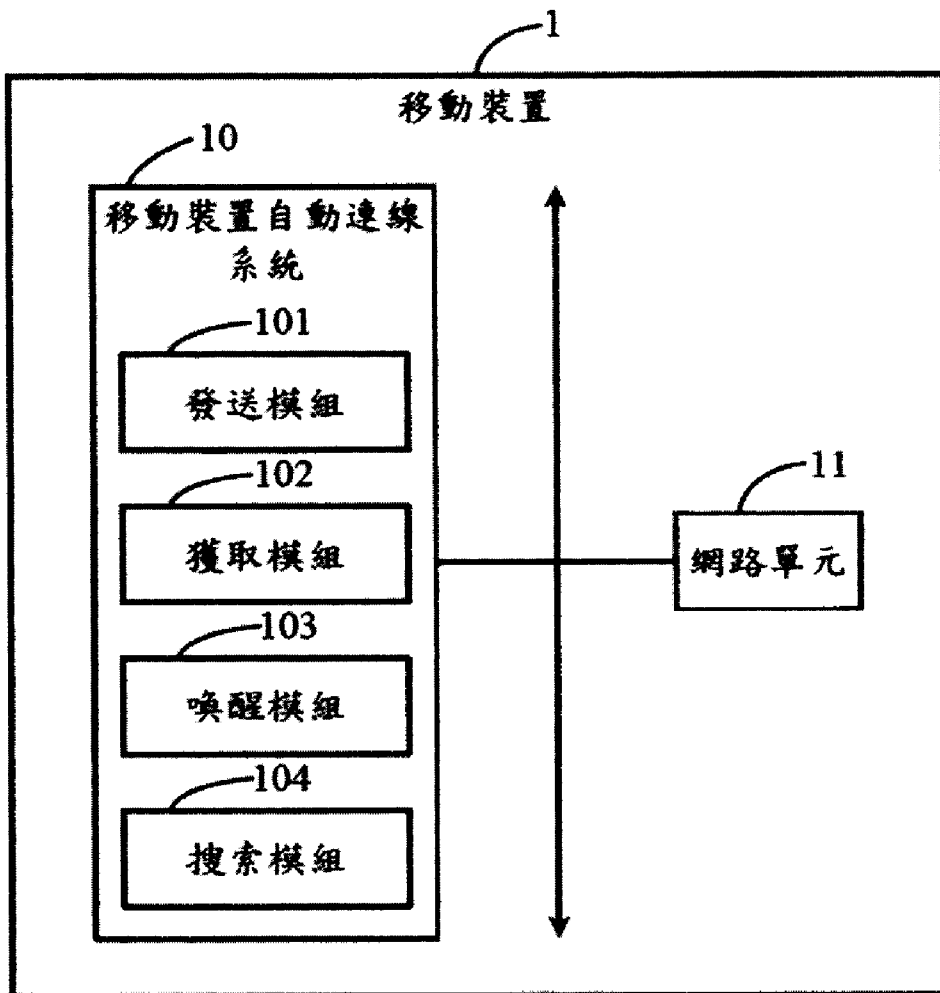 1
移動裝置
10
移動裝置自動連線
系統
101
發送模組
102
獲取模組
103
喚醒模組
104
搜索模組
11
網路單元